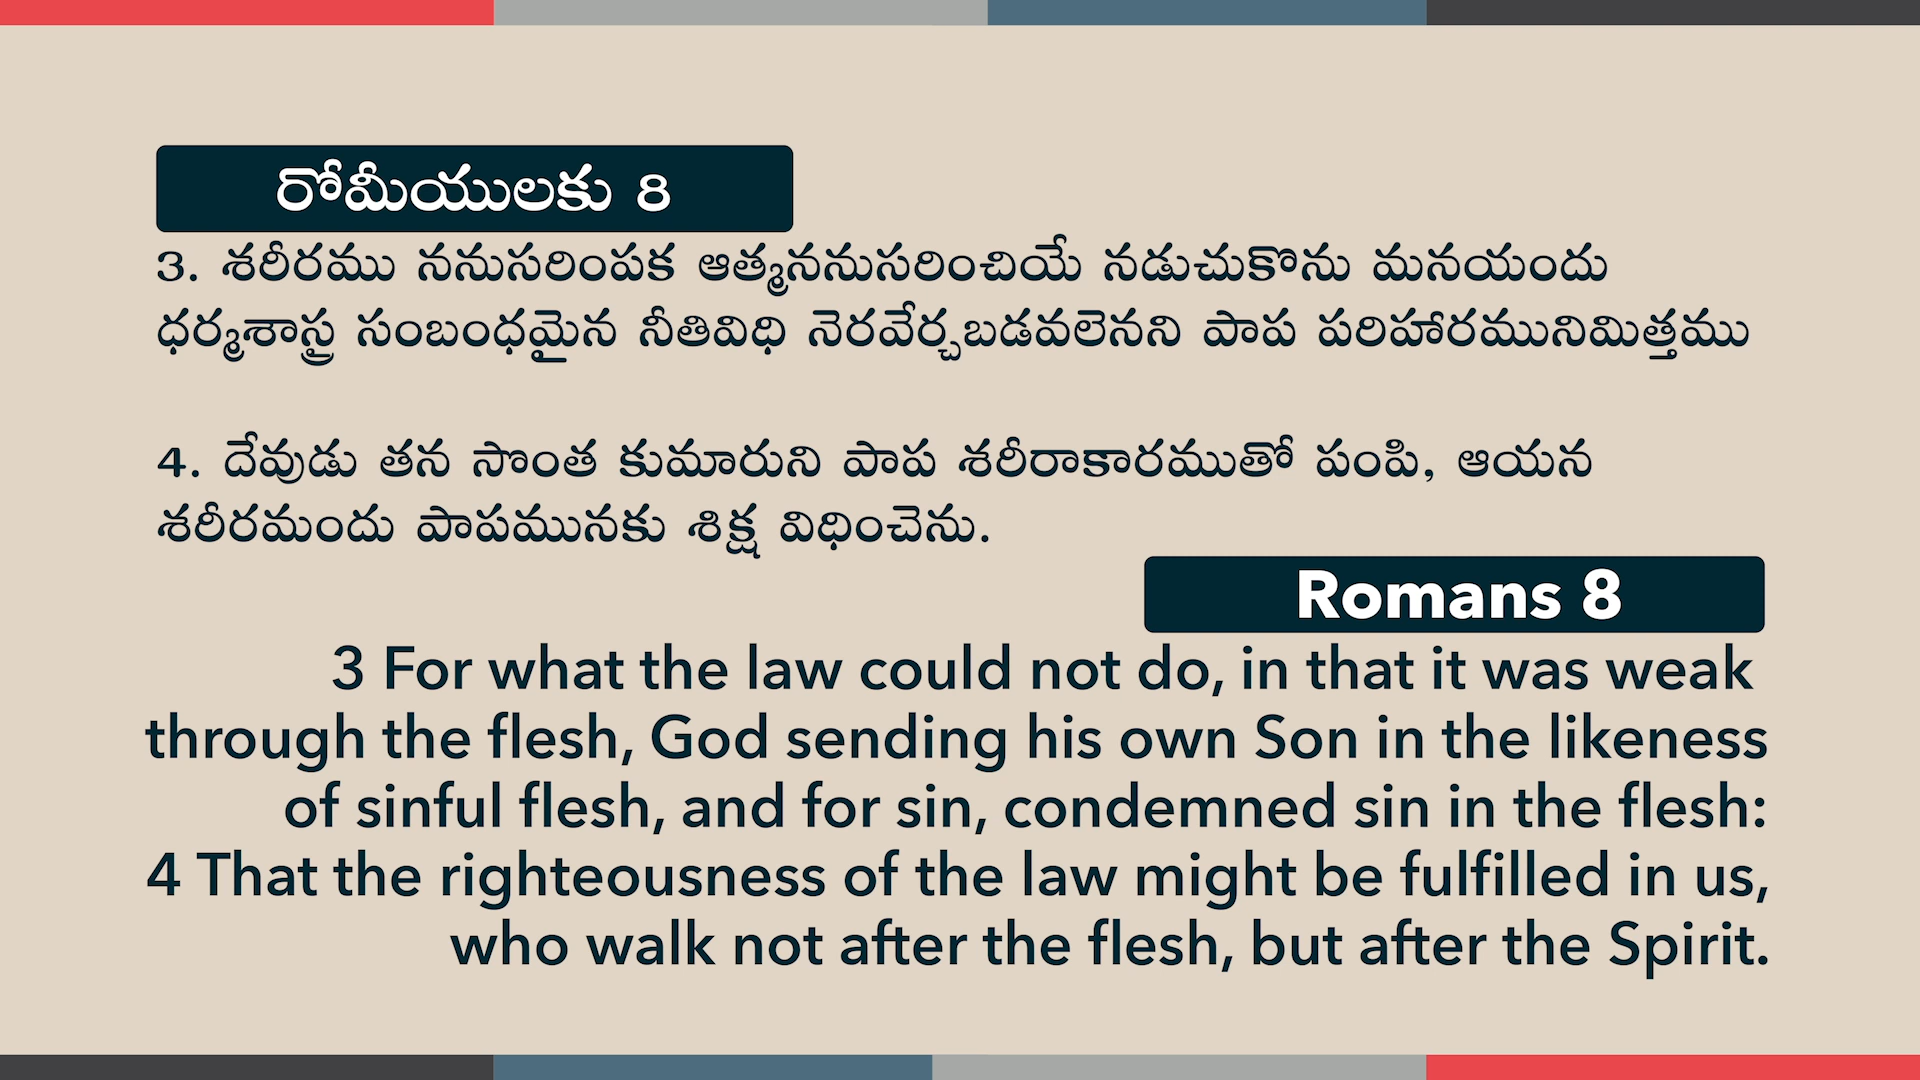 రోమీయులకు 8
3. శరీరము ననుసరింపక ఆత్మననుసరించియే నడుచుకొను మనయందు
ధర్మశాస్త్ర సంబంధమైన నీతివిధి నెరవేర్చబడవలెనని పాప పరిహారమునిమిత్తము
4. దేవుడు తన సొంత కుమారుని పాప శరీరాకారముతో పంపి, ఆయన
శరీరమందు పాపమునకు శిక్ష విధించెను.
Romans 8
3 For what the law could not do, in that it was weak
through the flesh, God sending his own Son in the likeness
of sinful flesh, and for sin, condemned sin in the flesh:
4 That the righteousness of the law might be fulfilled in us,
who walk not after the flesh, but after the Spirit.